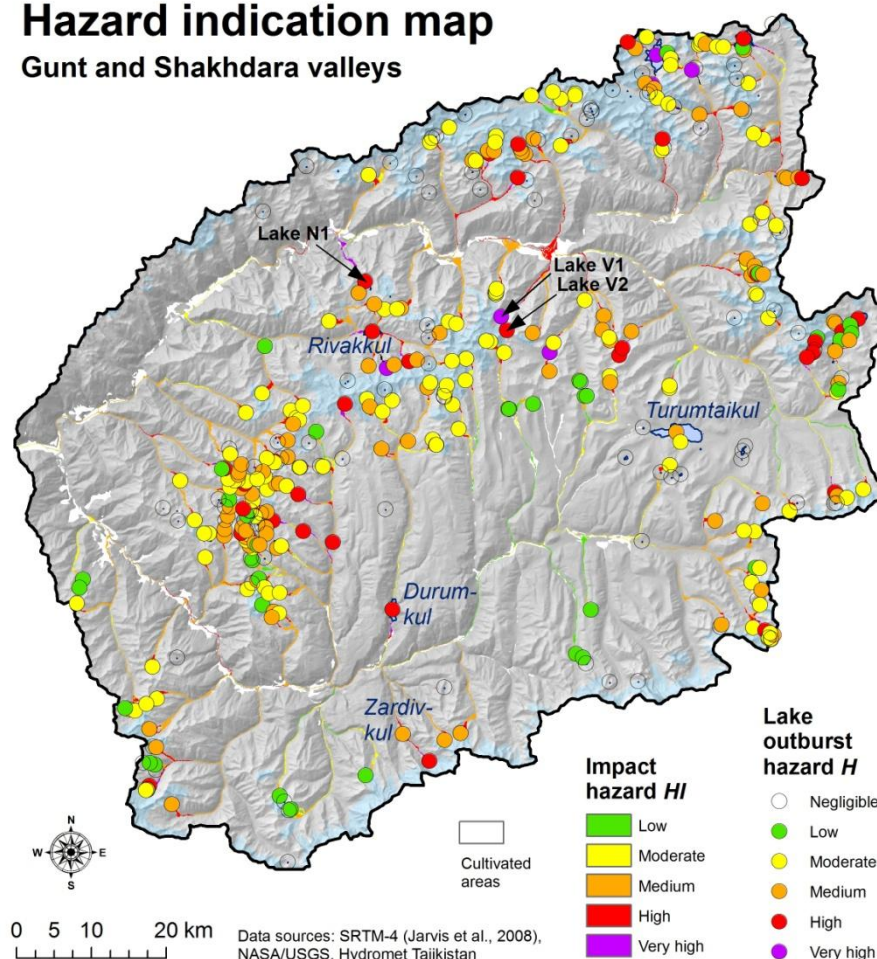 Hazard indication map
Gunt and Shakhdara valleys
Lake N1
Lake V1
Lake V2
Rivakkul
Turumtaikul
Durum-
kul
Zardiv-
kul
Impact
hazard HI
Low
Moderate
Medium
High
Very high
Lake
outburst
hazard H
Negligible
Low
Moderate
Medium
High
Very high
Cultivated
areas
N
W E
S
0 5 10 20 km
Data sources: SRTM-4 (Jarvis et al., 2008),
NASA/USGS, Hydromet Tajikistan